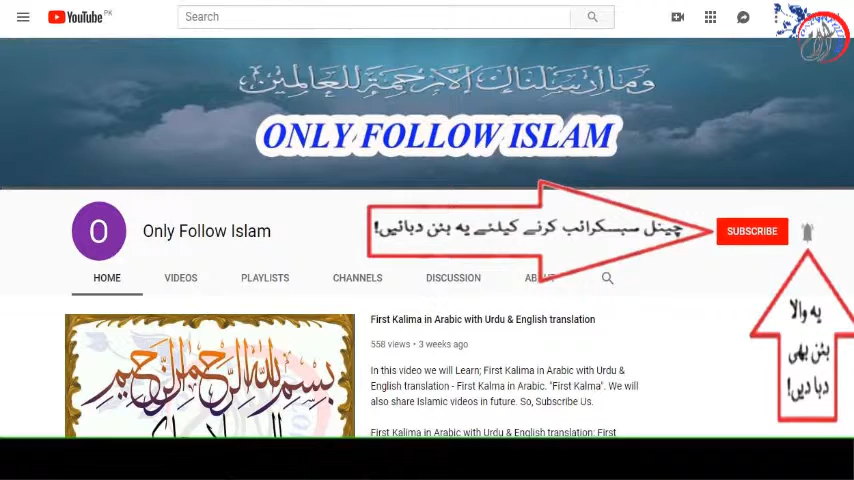 YouTube PK
Search
وما ارسلناك الا رحمة للعالمين
ONLY FOLLOW ISLAM
O
Only Follow Islam
چینل سبسکرائب کرنے کیلئے یہ بٹن دبائیں!
SUBSCRIBE
HOME VIDEOS PLAYLISTS CHANNELS DISCUSSION
یہ والا
بٹن بھی
دبا دیں!
First Kalima in Arabic with Urdu & English translation
558 views • 3 weeks ago
In this video we will Learn; First Kalima in Arabic with Urdu &
English translation - First Kalma in Arabic. "First Kalma". We will
also share Islamic videos in future. So, Subscribe Us.
First Kalima in Arabic with Urdu & English translation: First
بسم الله الرحمن الرحيم